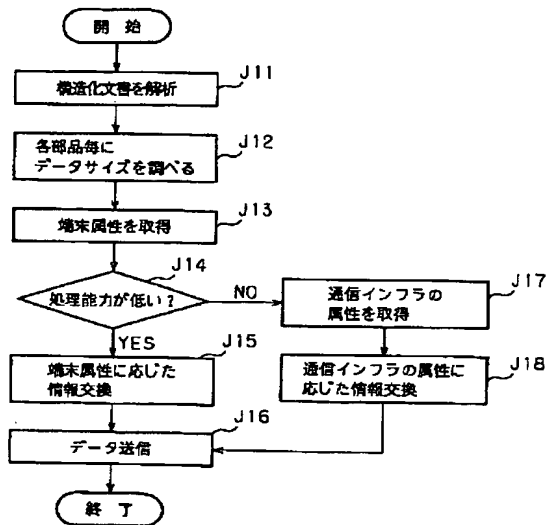 開始
構造化文書を解析
J11
各部品毎に
データサイズを調べる
J12
端末属性を取得
J13
処理能力が低い？
J14
NO
YES
通信インフラの
属性を取得
J17
端末属性に応じた
情報交換
J15
通信インフラの属性に
応じた情報交換
J18
データ送信
J16
終了